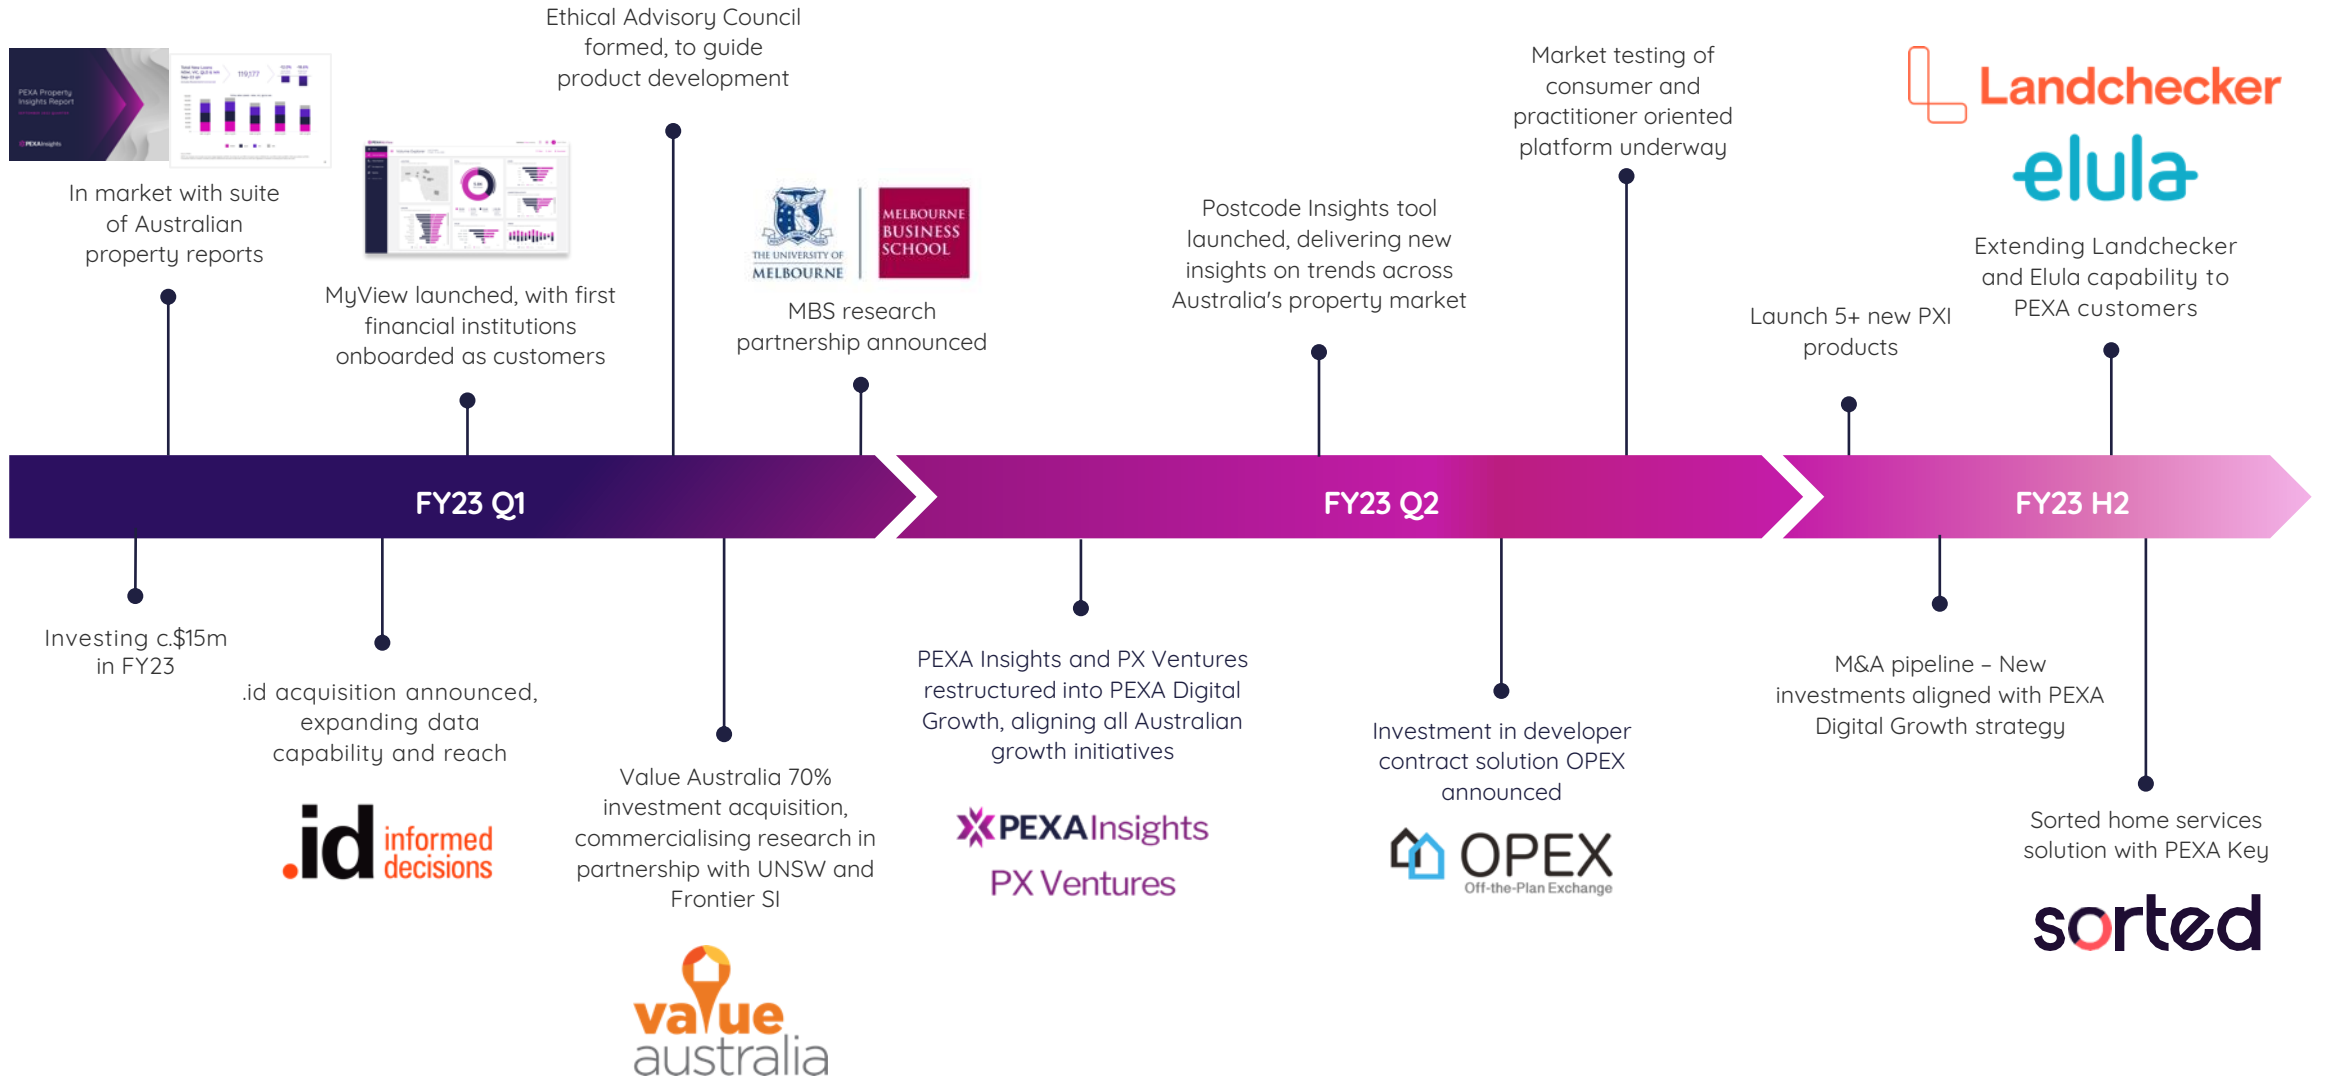 PEXA Property
Insights Report
PEXAInsights
119,177
In market with suite
of Australian
property reports
MyView launched, with first
financial institutions
onboarded as customers
Ethical Advisory Council
formed, to guide
product development
THE UNIVERSITY OF
MELBOURNE
MELBOURNE
BUSINESS
SCHOOL
MBS research
partnership announced
Postcode Insights tool
launched, delivering new
insights on trends across
Australia's property market
Market testing of
consumer and
practitioner oriented
platform underway
Launch 5+ new PXI
products
Landchecker
elula
Extending Landchecker
and Elula capability to
PEXA customers
FY23 Q1
FY23 Q2
FY23 H2
Investing c.$15m
in FY23
.id acquisition announced,
expanding data
capability and reach
.id informed
decisions
Value Australia 70%
investment acquisition,
commercialising research in
partnership with UNSW and
Frontier SI
value
australia
PEXA Insights and PX Ventures
restructured into PEXA Digital
Growth, aligning all Australian
growth initiatives
PEXAInsights
PX Ventures
Investment in developer
contract solution OPEX
announced
OPEX
Off-the-Plan Exchange
M&A pipeline – New
investments aligned with PEXA
Digital Growth strategy
Sorted home services
solution with PEXA Key
sorted